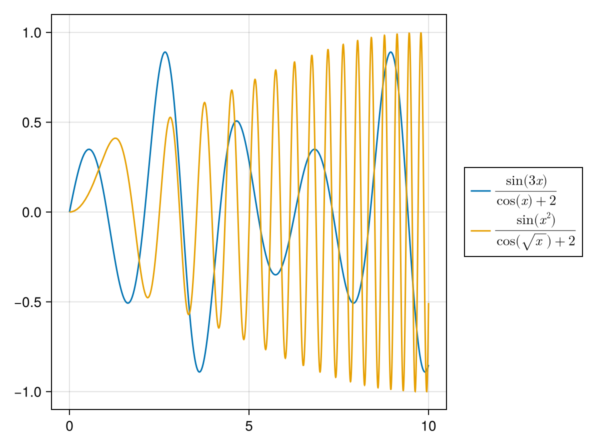 1.0
0.5
0.0
−0.5
−1.0
0
5
10
sin(3x)
cos(x) + 2
sin(x²)
cos(√x) + 2